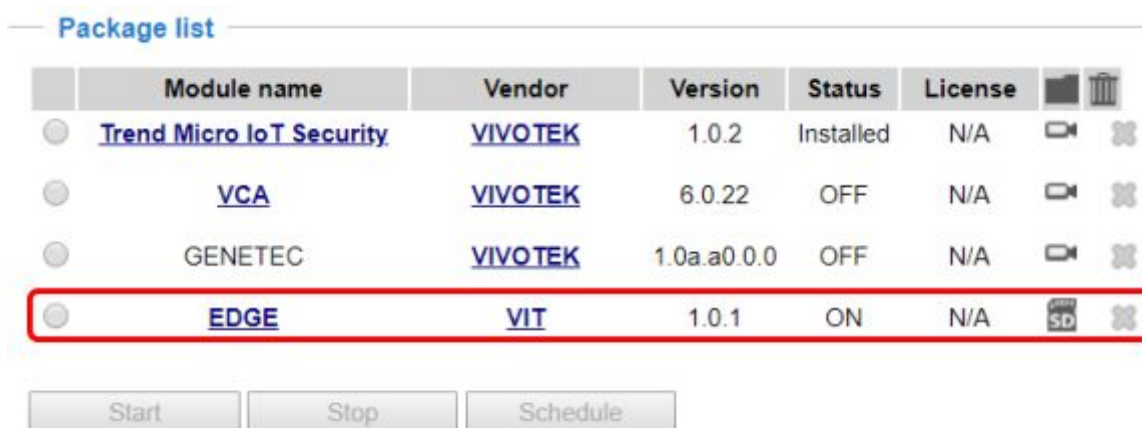 Package list
Module name Vendor Version Status License
Trend Micro IoT Security VIVOTEK 1.0.2 Installed N/A
VCA VIVOTEK 6.0.22 OFF N/A
GENETEC VIVOTEK 1.0a.a0.0.0 OFF N/A
EDGE VIT 1.0.1 ON N/A SD
Start Stop Schedule